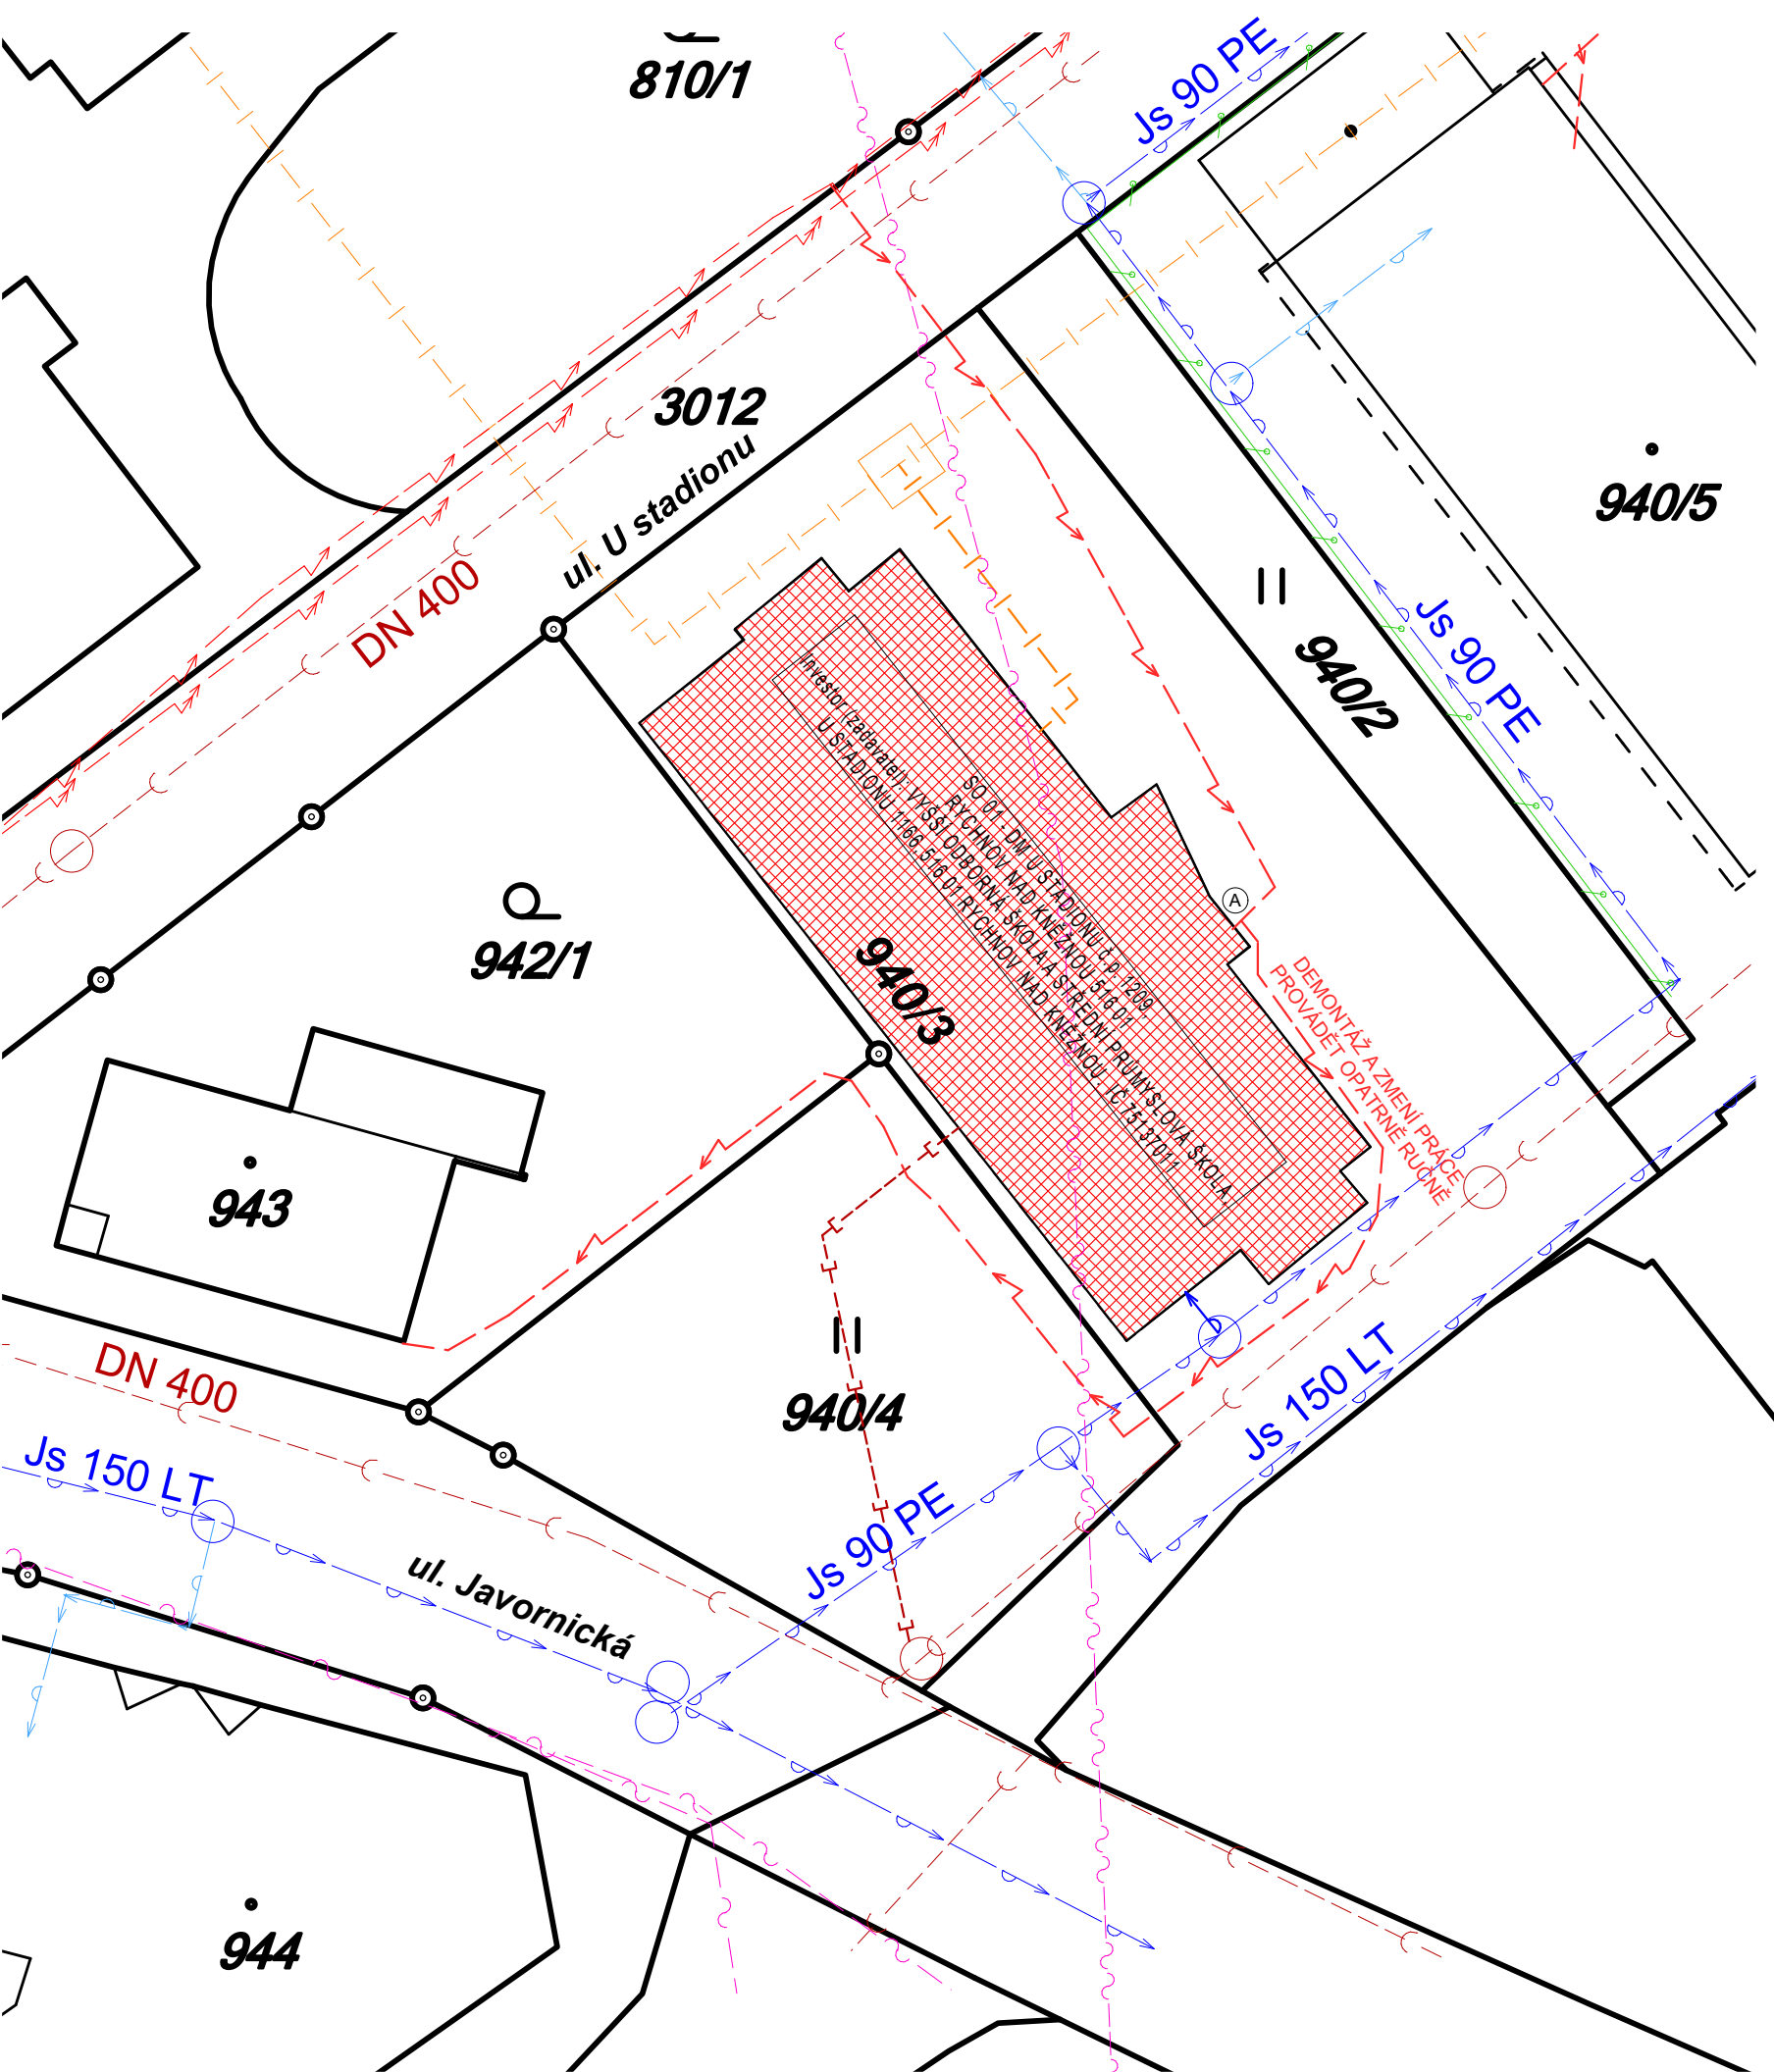 810/1
Js 90 PE
3012
ul. U stadionu
940/5
DN 400
940/2
Js 90 PE
SO 01 - DM U STADIONU č.p. 1209,
RYCHNOV NAD KNĚŽNOU 516 01
Investor (zadavatel): VYŠŠÍ ODBORNÁ ŠKOLA A STŘEDNÍ PRŮMYSLOVÁ ŠKOLA,
U STADIONU 1166,516 01 RYCHNOV NAD KNĚŽNOU, IČ 75137011
A
942/1
940/3
DEMONTÁŽ A ZMENÍ PRÁCE
PROVÁDĚT OPATRNĚ RUČNĚ
943
DN 400
940/4
Js 150 LT
Js 150 LT
Js 90 PE
ul. Javornická
944